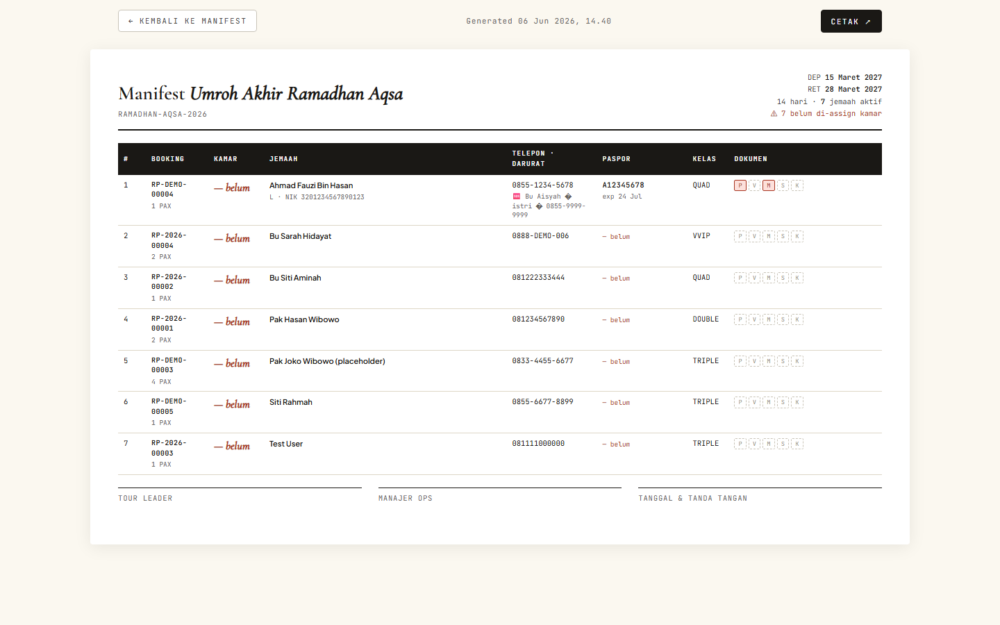 ← KEMBALI KE MANIFEST
Generated 06 Jun 2026, 14.40
CETAK ↗
Manifest Umroh Akhir Ramadhan Aqsa
RAMADHAN-AQSA-2026
DEP 15 Maret 2027
RET 28 Maret 2027
14 hari · 7 jemaah aktif
⚠ 7 belum di-assign kamar
# BOOKING KAMAR JEMAAH TELEPON · DARURAT PASPOR KELAS DOKUMEN
1 RP-DEMO-00004 — belum Ahmad Fauzi Bin Hasan 0855-1234-5678 A12345678 QUAD P V M S K
1 PAX L · NIK 3201234567890123 🆘 Bu Aisyah � istri � 0855-9999-9999 exp 24 Jul
2 RP-2026-00004 — belum Bu Sarah Hidayat 0888-DEMO-006 — belum VVIP P V M S K
2 PAX
3 RP-2026-00002 — belum Bu Siti Aminah 081222333444 — belum QUAD P V M S K
1 PAX
4 RP-2026-00001 — belum Pak Hasan Wibowo 081234567890 — belum DOUBLE P V M S K
2 PAX
5 RP-DEMO-00003 — belum Pak Joko Wibowo (placeholder) 0833-4455-6677 — belum TRIPLE P V M S K
4 PAX
6 RP-DEMO-00005 — belum Siti Rahmah 0855-6677-8899 — belum TRIPLE P V M S K
1 PAX
7 RP-2026-00003 — belum Test User 081111000000 — belum TRIPLE P V M S K
1 PAX
TOUR LEADER
MANAJER OPS
TANGGAL & TANDA TANGAN